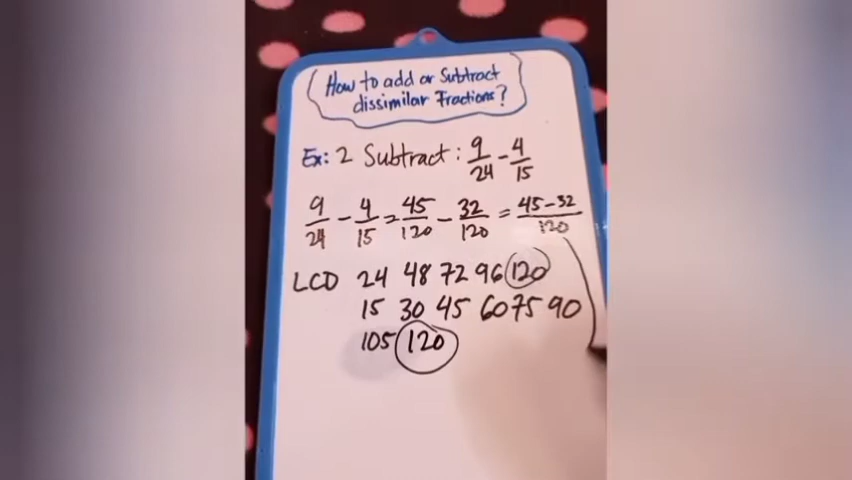 How to add or Subtract
dissimilar Fractions?
Ex: 2 Subtract: 9/24 - 4/15
9/24 - 4/15 = 45/120 - 32/120 = 45-32/120
LCD 24 48 72 96 120
15 30 45 60 75 90
105 120